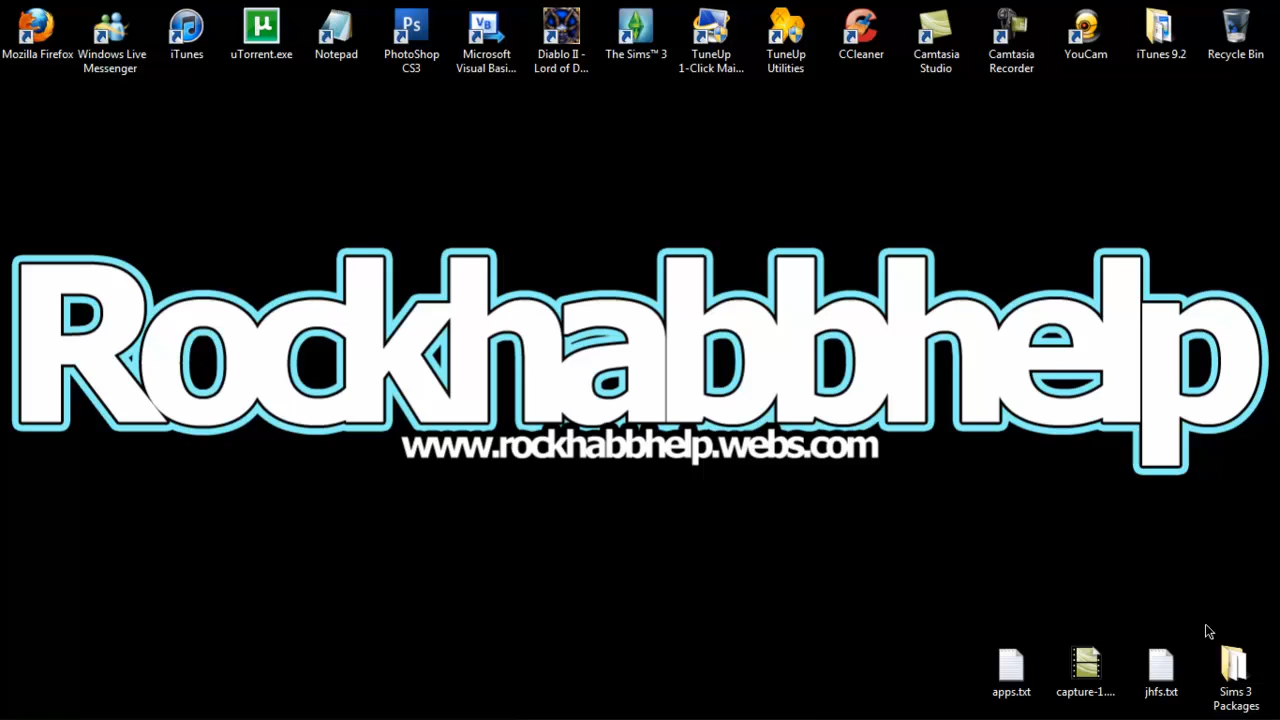 Mozilla Firefox
Windows Live
Messenger
iTunes
uTorrent.exe
Notepad
PhotoShop
CS3
Microsoft
Visual Basi...
Diablo II -
Lord of D...
The Sims™ 3
TuneUp
1-Click Mai...
TuneUp
Utilities
CCleaner
Camtasia
Studio
Camtasia
Recorder
YouCam
iTunes 9.2
Recycle Bin
Rockhabbhelp
www.rockhabbhelp.webs.com
apps.txt
capture-1....
jhfs.txt
Sims 3
Packages